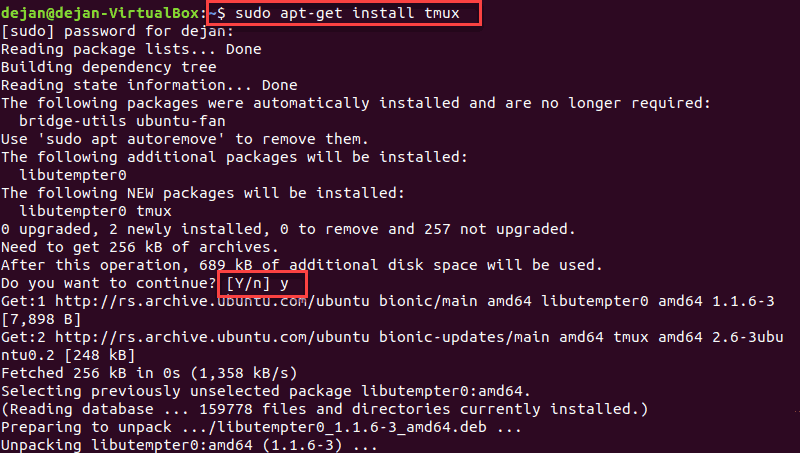 dejan@dejan-VirtualBox:~$ sudo apt-get install tmux
[sudo] password for dejan:
Reading package lists... Done
Building dependency tree
Reading state information... Done
The following packages were automatically installed and are no longer required:
  bridge-utils ubuntu-fan
Use 'sudo apt autoremove' to remove them.
The following additional packages will be installed:
  libutempter0
The following NEW packages will be installed:
  libutempter0 tmux
0 upgraded, 2 newly installed, 0 to remove and 257 not upgraded.
Need to get 256 kB of archives.
After this operation, 689 kB of additional disk space will be used.
Do you want to continue? [Y/n] y
Get:1 http://rs.archive.ubuntu.com/ubuntu bionic/main amd64 libutempter0 amd64 1.1.6-3
[7,898 B]
Get:2 http://rs.archive.ubuntu.com/ubuntu bionic-updates/main amd64 tmux amd64 2.6-3ubu
ntu0.2 [248 kB]
Fetched 256 kB in 0s (1,358 kB/s)
Selecting previously unselected package libutempter0:amd64.
(Reading database ... 159778 files and directories currently installed.)
Preparing to unpack .../libutempter0_1.1.6-3_amd64.deb ...
Unpacking libutempter0:amd64 (1.1.6-3) ...